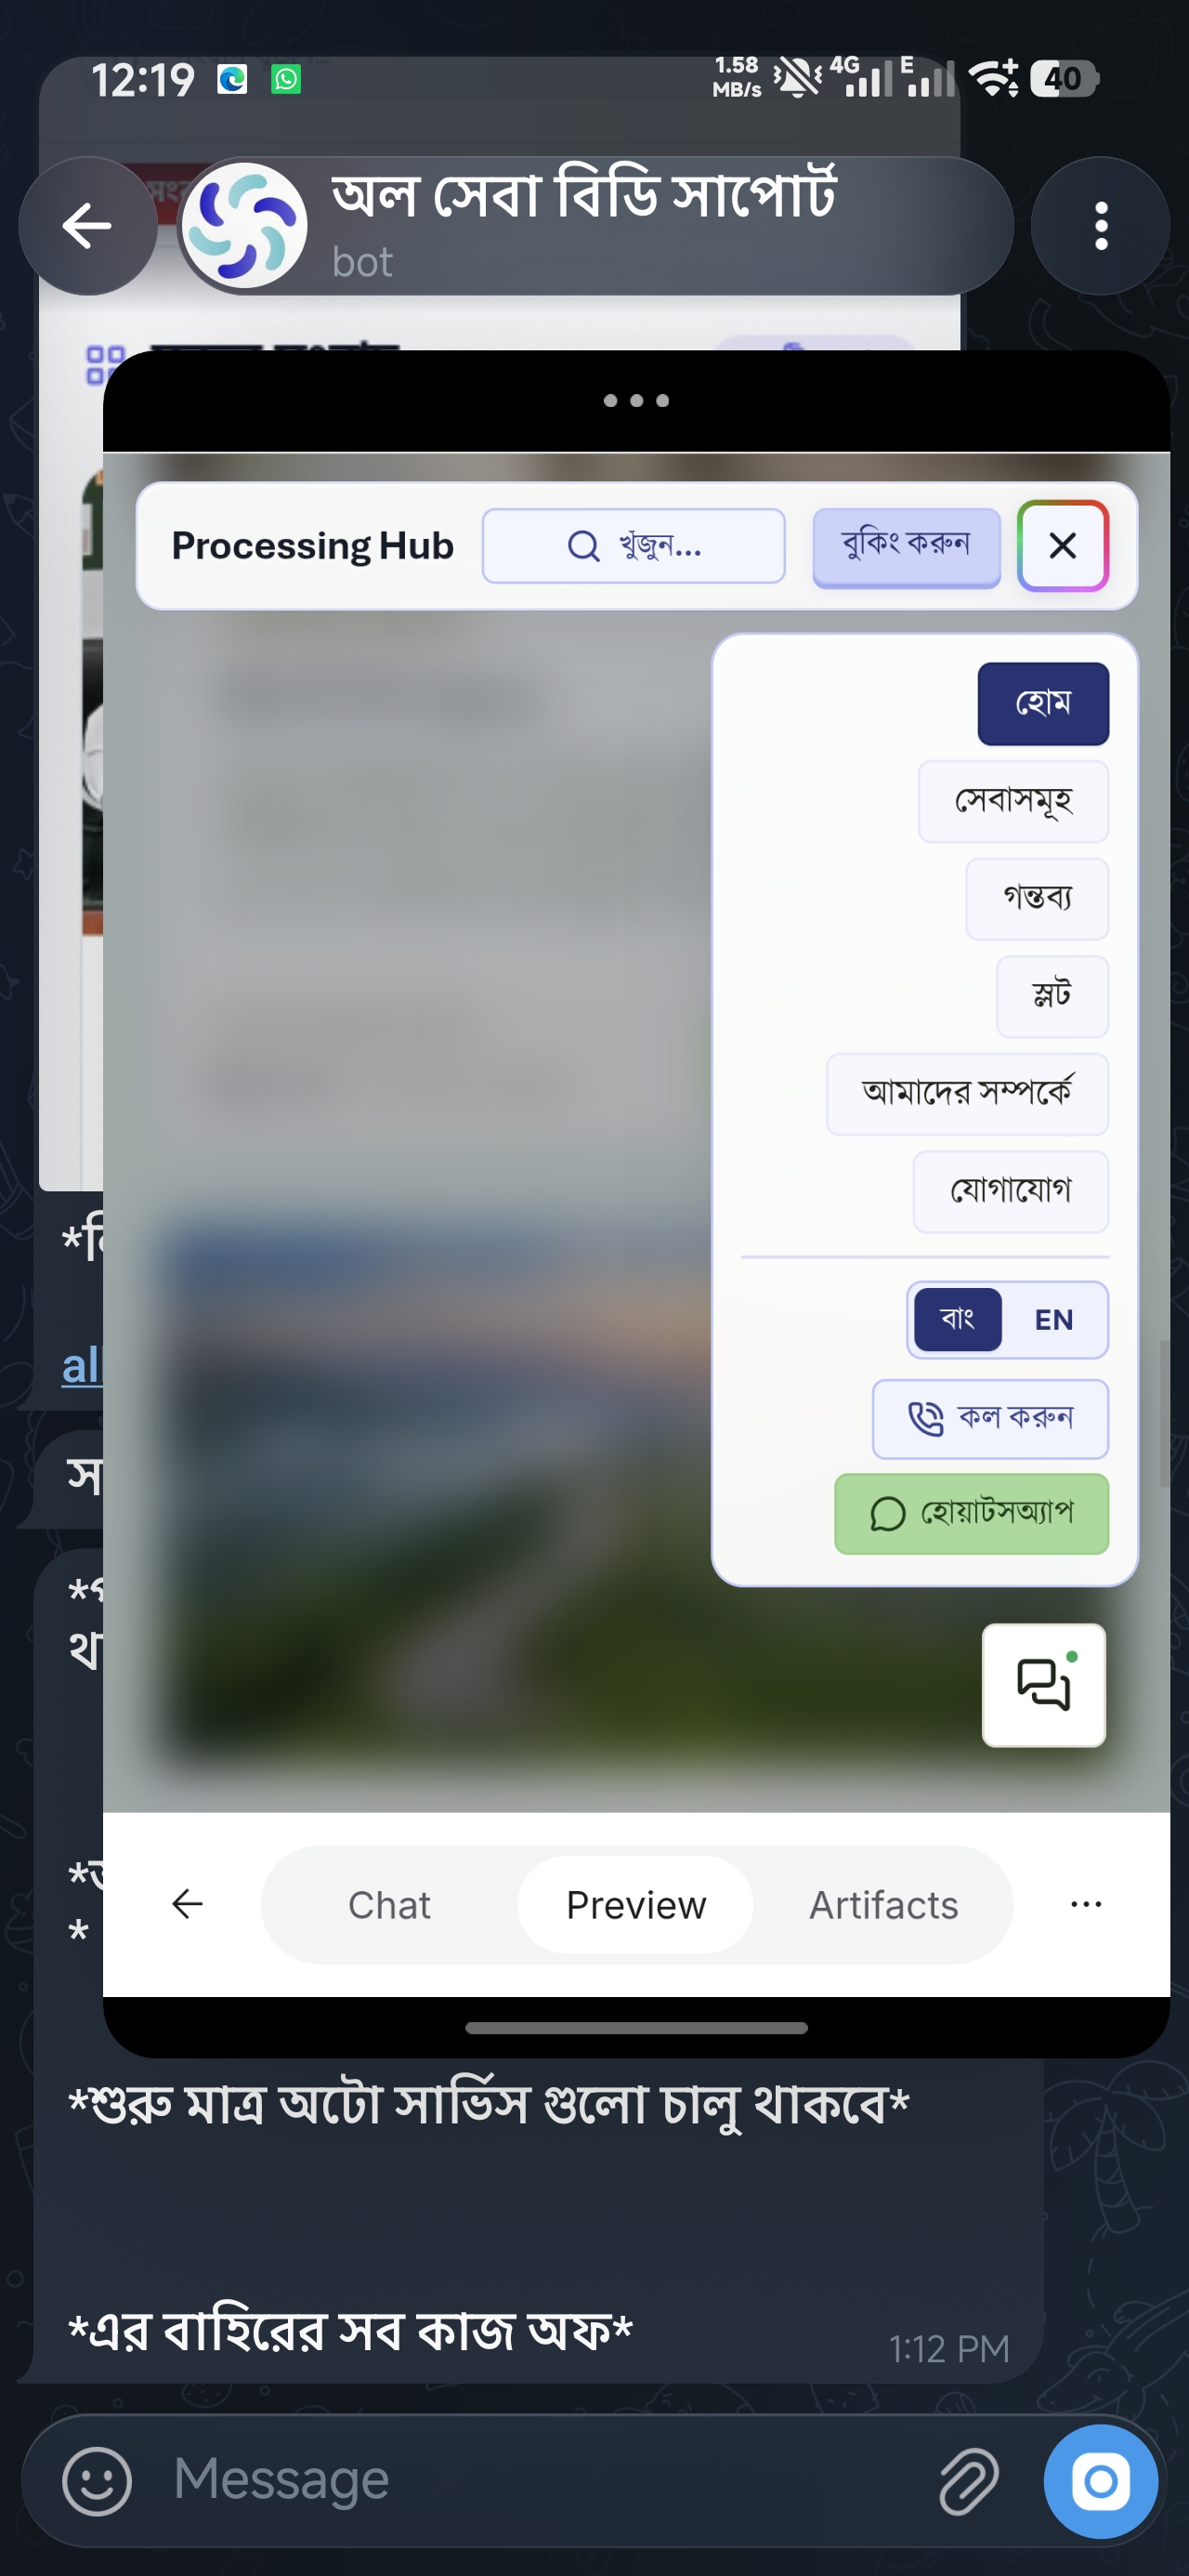 12:19
1.58
MB/s
4G
E
40
অল সেবা বিডি সাপোর্ট
bot
Processing Hub
খুঁজুন...
বুকিং করুন
হোম
সেবাসমূহ
গন্তব্য
স্লট
আমাদের সম্পর্কে
যোগাযোগ
বাং
EN
কল করুন
হোয়াটসঅ্যাপ
Chat
Preview
Artifacts
*শুরু মাত্র অটো সার্ভিস গুলো চালু থাকবে*
*এর বাহিরের সব কাজ অফ*
1:12 PM
Message